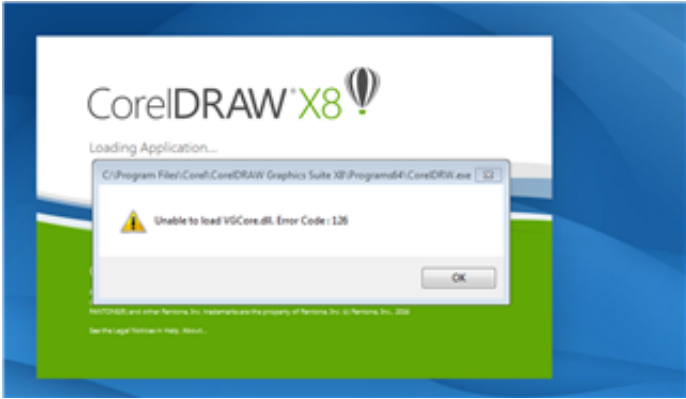 CorelDRAW® X8
Loading Application...
C:\Program Files\Corel\CorelDRAW Graphics Suite X8\Programs64\CorelDRW.exe
Unable to load VGCore.dll. Error Code : 126
OK
PANTONE® and other Pantone, Inc. trademarks are the property of Pantone, Inc. (c) Pantone, Inc., 2016
See the Legal Notices in Help, About...